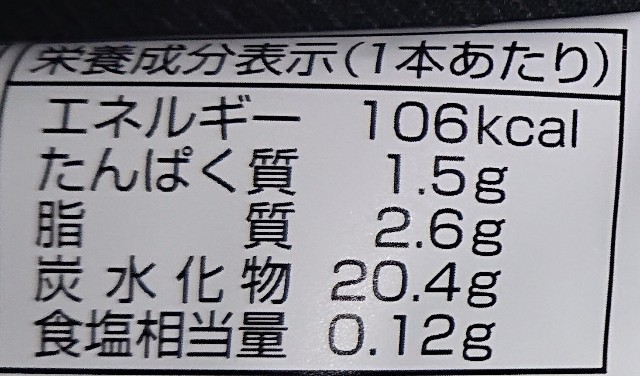 栄養成分表示(1本あたり)
エネルギー 106kcal
たんぱく質 1.5g
脂質 2.6g
炭水化物 20.4g
食塩相当量 0.12g